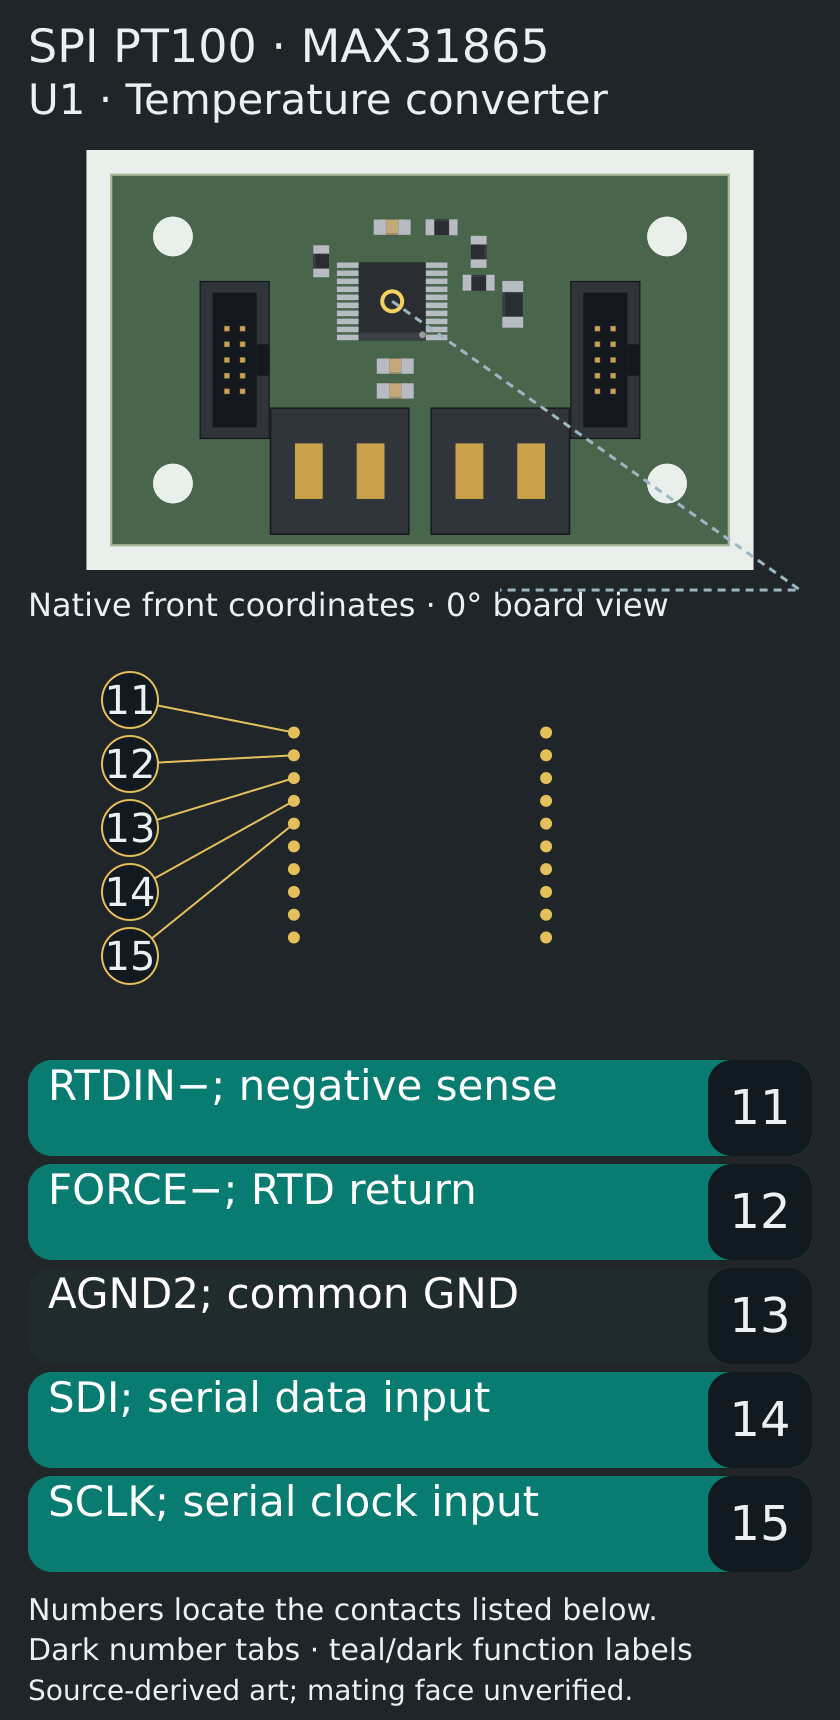 SPI PT100 · MAX31865
U1 · Temperature converter
Native front coordinates · 0° board view
11
12
13
14
15
RTDIN−; negative sense 11
FORCE−; RTD return 12
AGND2; common GND 13
SDI; serial data input 14
SCLK; serial clock input 15
Numbers locate the contacts listed below.
Dark number tabs · teal/dark function labels
Source-derived art; mating face unverified.